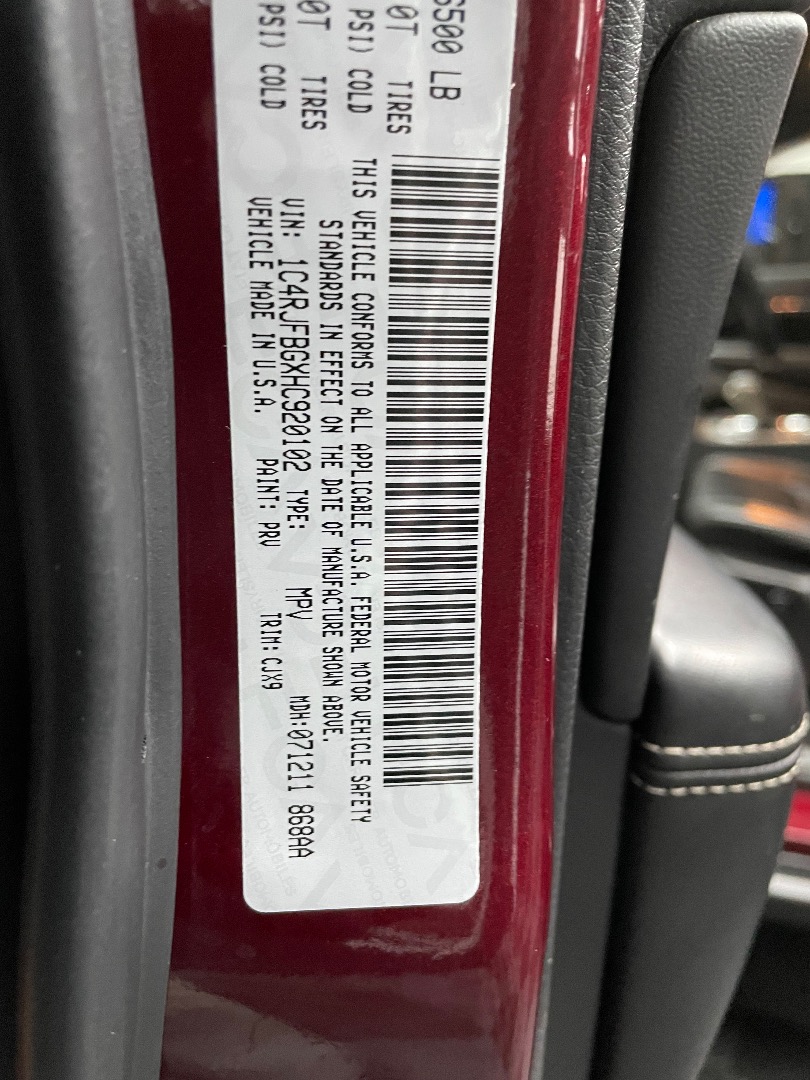 6500 LB
0T TIRES
PSI) COLD
0T TIRES
PSI) COLD
THIS VEHICLE CONFORMS TO ALL APPLICABLE U.S.A. FEDERAL MOTOR VEHICLE SAFETY
STANDARDS IN EFFECT ON THE DATE OF MANUFACTURE SHOWN ABOVE.
VIN: 1C4RJFBGXHC920102 TYPE: MPV MDH:071211 868AA
VEHICLE MADE IN U.S.A. PAINT: PRV TRIM: CJX9